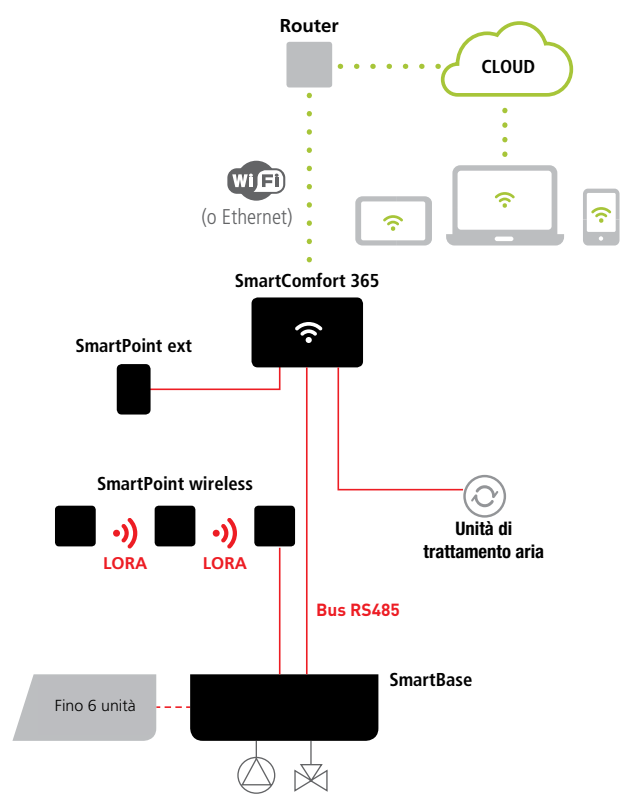 Router
CLOUD
WiFi
(o Ethernet)
SmartComfort 365
SmartPoint ext
SmartPoint wireless
LORA
LORA
Unità di
trattamento aria
Bus RS485
SmartBase
Fino 6 unità